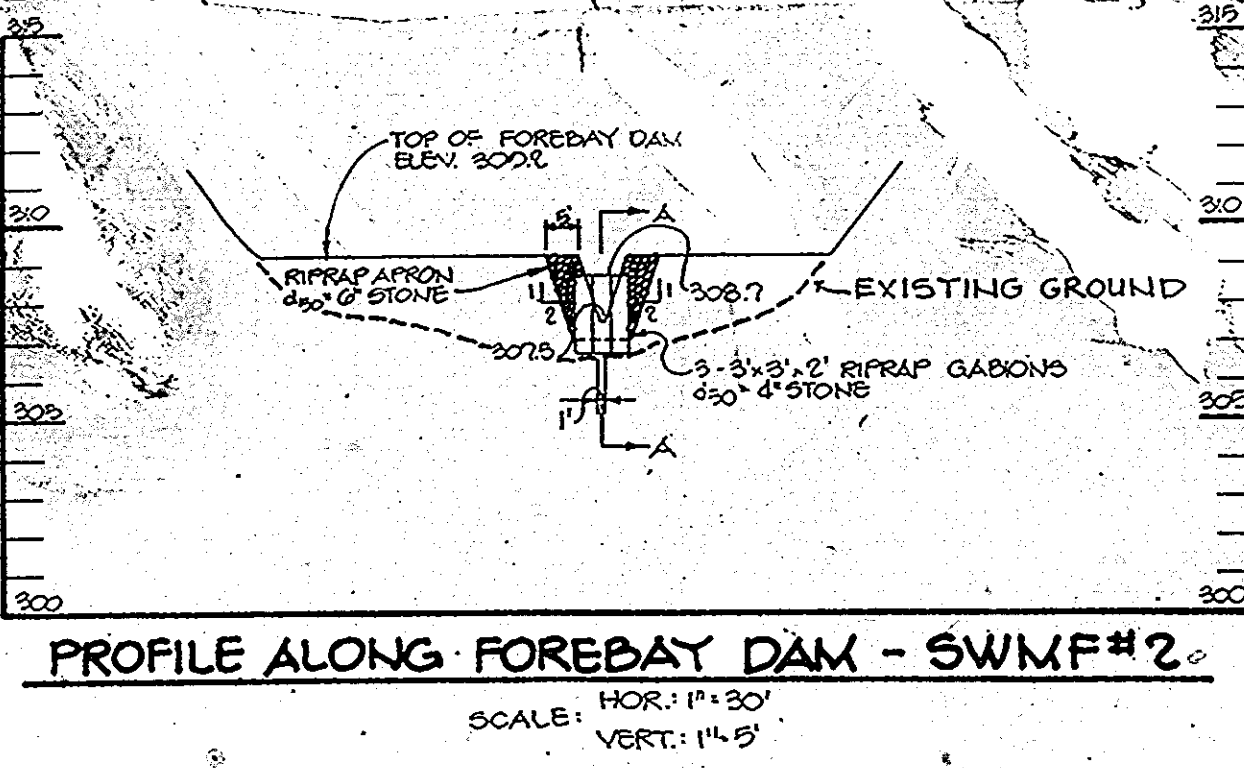 315
315
TOP OF FOREBAY DAM
ELEV. 309.2
310
310
5'
A
RIPRAP APRON
d50= 6" STONE
1
2
1
2
308.7
EXISTING GROUND
307.5
3-3'x3'x2' RIPRAP GABIONS
d50= 4" STONE
305
305
1'
A
300
300
PROFILE ALONG FOREBAY DAM - SWMF#2
SCALE: HOR.: 1"=30'
VERT.: 1"=5'